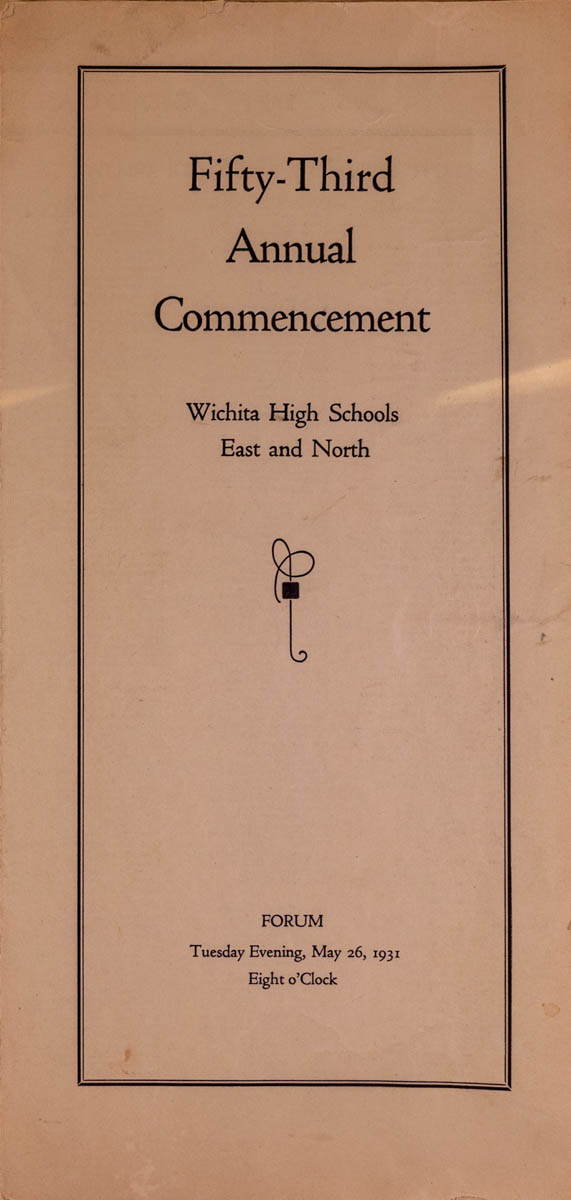 Fifty-Third
Annual
Commencement
Wichita High Schools
East and North
FORUM
Tuesday Evening, May 26, 1931
Eight o'Clock